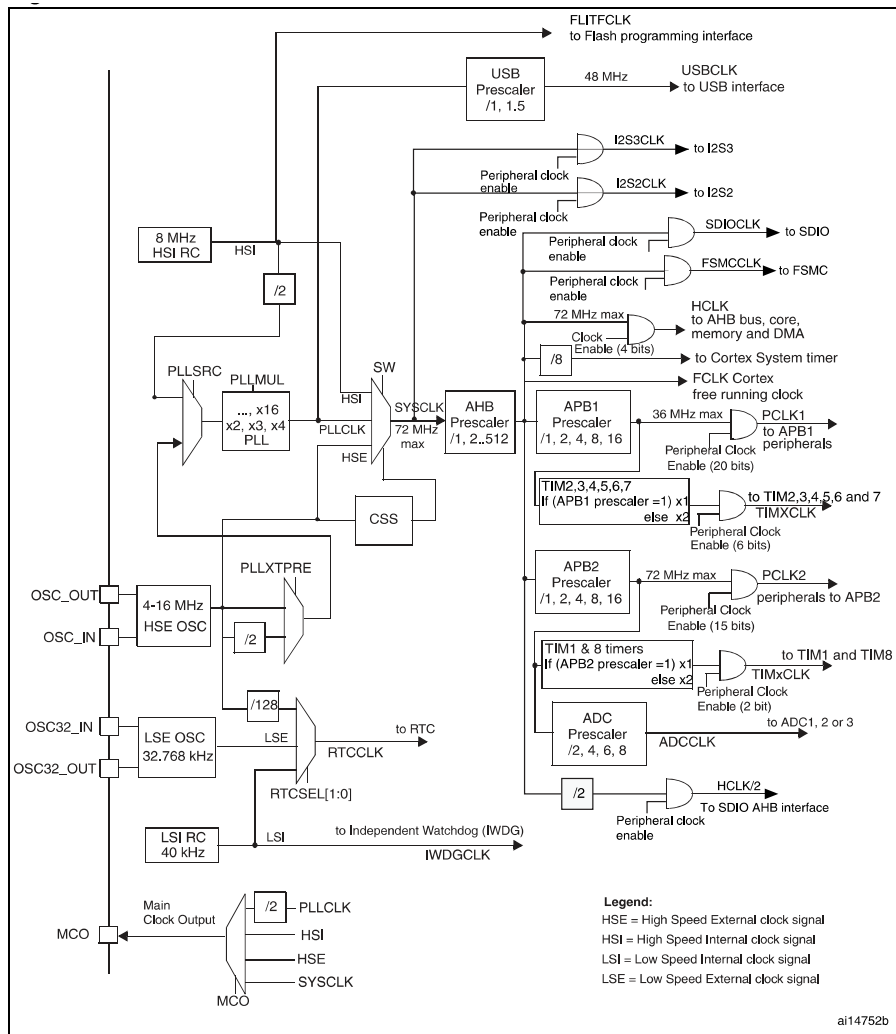 FLITFCLK
to Flash programming interface
USB
Prescaler
/1, 1.5
48 MHz
USBCLK
to USB interface
I2S3CLK
to I2S3
Peripheral clock
enable
I2S2CLK
to I2S2
Peripheral clock
enable
8 MHz
HSI RC
HSI
/2
SDIOCLK
to SDIO
Peripheral clock
enable
FSMCCLK
to FSMC
Peripheral clock
enable
HCLK
to AHB bus, core,
memory and DMA
72 MHz max
Clock
Enable (4 bits)
/8
to Cortex System timer
FCLK Cortex
free running clock
PLLSRC
PLLMUL
..., x16
x2, x3, x4
PLL
SW
HSI
PLLCLK
HSE
SYSCLK
72 MHz
max
AHB
Prescaler
/1, 2..512
APB1
Prescaler
/1, 2, 4, 8, 16
36 MHz max
PCLK1
to APB1
peripherals
Peripheral Clock
Enable (20 bits)
TIM2,3,4,5,6,7
If (APB1 prescaler =1) x1
else x2
to TIM2,3,4,5,6 and 7
TIMXCLK
Peripheral Clock
Enable (6 bits)
CSS
PLLXTPRE
OSC_OUT
OSC_IN
4-16 MHz
HSE OSC
/2
APB2
Prescaler
/1, 2, 4, 8, 16
72 MHz max
PCLK2
peripherals to APB2
Peripheral Clock
Enable (15 bits)
TIM1 & 8 timers
If (APB2 prescaler =1) x1
else x2
to TIM1 and TIM8
TIMxCLK
Peripheral Clock
Enable (2 bit)
/128
OSC32_IN
OSC32_OUT
LSE OSC
32.768 kHz
LSE
to RTC
RTCCLK
RTCSEL[1:0]
ADC
Prescaler
/2, 4, 6, 8
to ADC1, 2 or 3
ADCCLK
/2
HCLK/2
To SDIO AHB interface
Peripheral clock
enable
LSI RC
40 kHz
LSI
to Independent Watchdog (IWDG)
IWDGCLK
Main
Clock Output
MCO
/2
PLLCLK
HSI
HSE
SYSCLK
MCO
Legend:
HSE = High Speed External clock signal
HSI = High Speed Internal clock signal
LSI = Low Speed Internal clock signal
LSE = Low Speed External clock signal
ai14752b